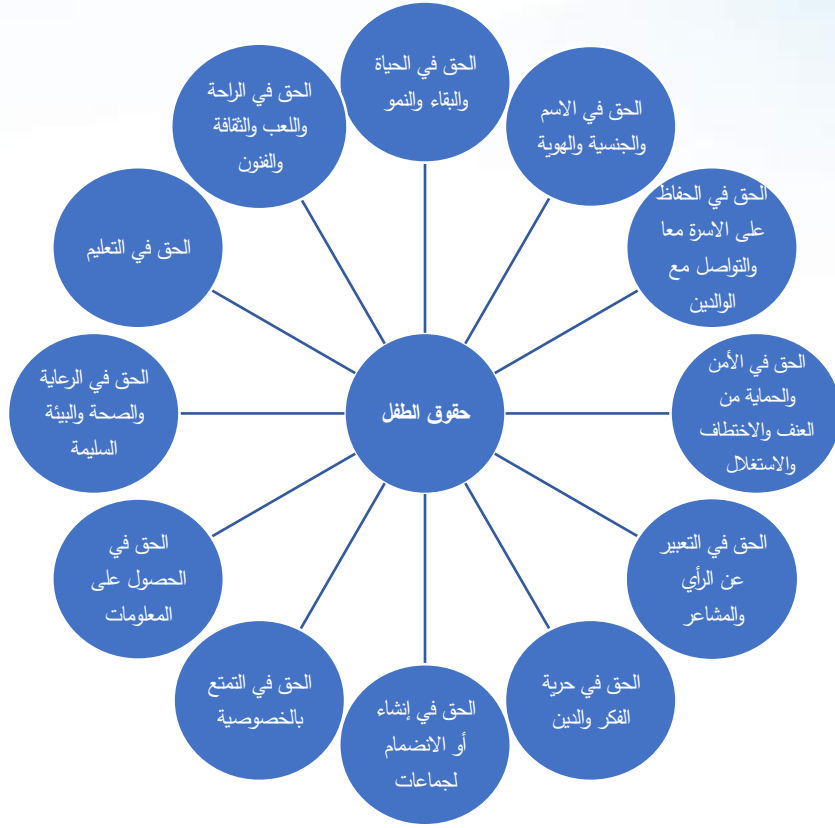 حقوق الطفل
الحق في الحياة
والبقاء والنمو
الحق في الاسم
والجنسية والهوية
الحق في الحفاظ
على الاسرة معا
والتواصل مع
الوالدين
الحق في الأمن
والحماية من
العنف والاختطاف
والاستغلال
الحق في التعبير
عن الرأي
والمشاعر
الحق في حرية
الفكر والدين
الحق في إنشاء
أو الانضمام
لجماعات
الحق في التمتع
بالخصوصية
الحق في
الحصول على
المعلومات
الحق في الرعاية
والصحة والبيئة
السليمة
الحق في التعليم
الحق في الراحة
واللعب والثقافة
والفنون